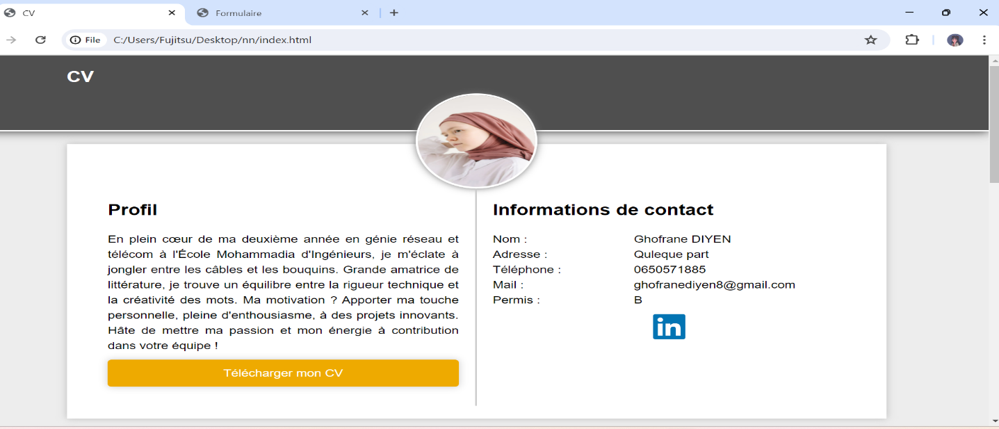 CV
Formulaire
File
C:/Users/Fujitsu/Desktop/nn/index.html
CV
Profil
En plein cœur de ma deuxième année en génie réseau et
télécom à l'École Mohammadia d'Ingénieurs, je m'éclate à
jongler entre les câbles et les bouquins. Grande amatrice de
littérature, je trouve un équilibre entre la rigueur technique et
la créativité des mots. Ma motivation ? Apporter ma touche
personnelle, pleine d'enthousiasme, à des projets innovants.
Hâte de mettre ma passion et mon énergie à contribution
dans votre équipe !
Télécharger mon CV
Informations de contact
Nom : Ghofrane DIYEN
Adresse : Quleque part
Téléphone : 0650571885
Mail : ghofranediyen8@gmail.com
Permis : B
in